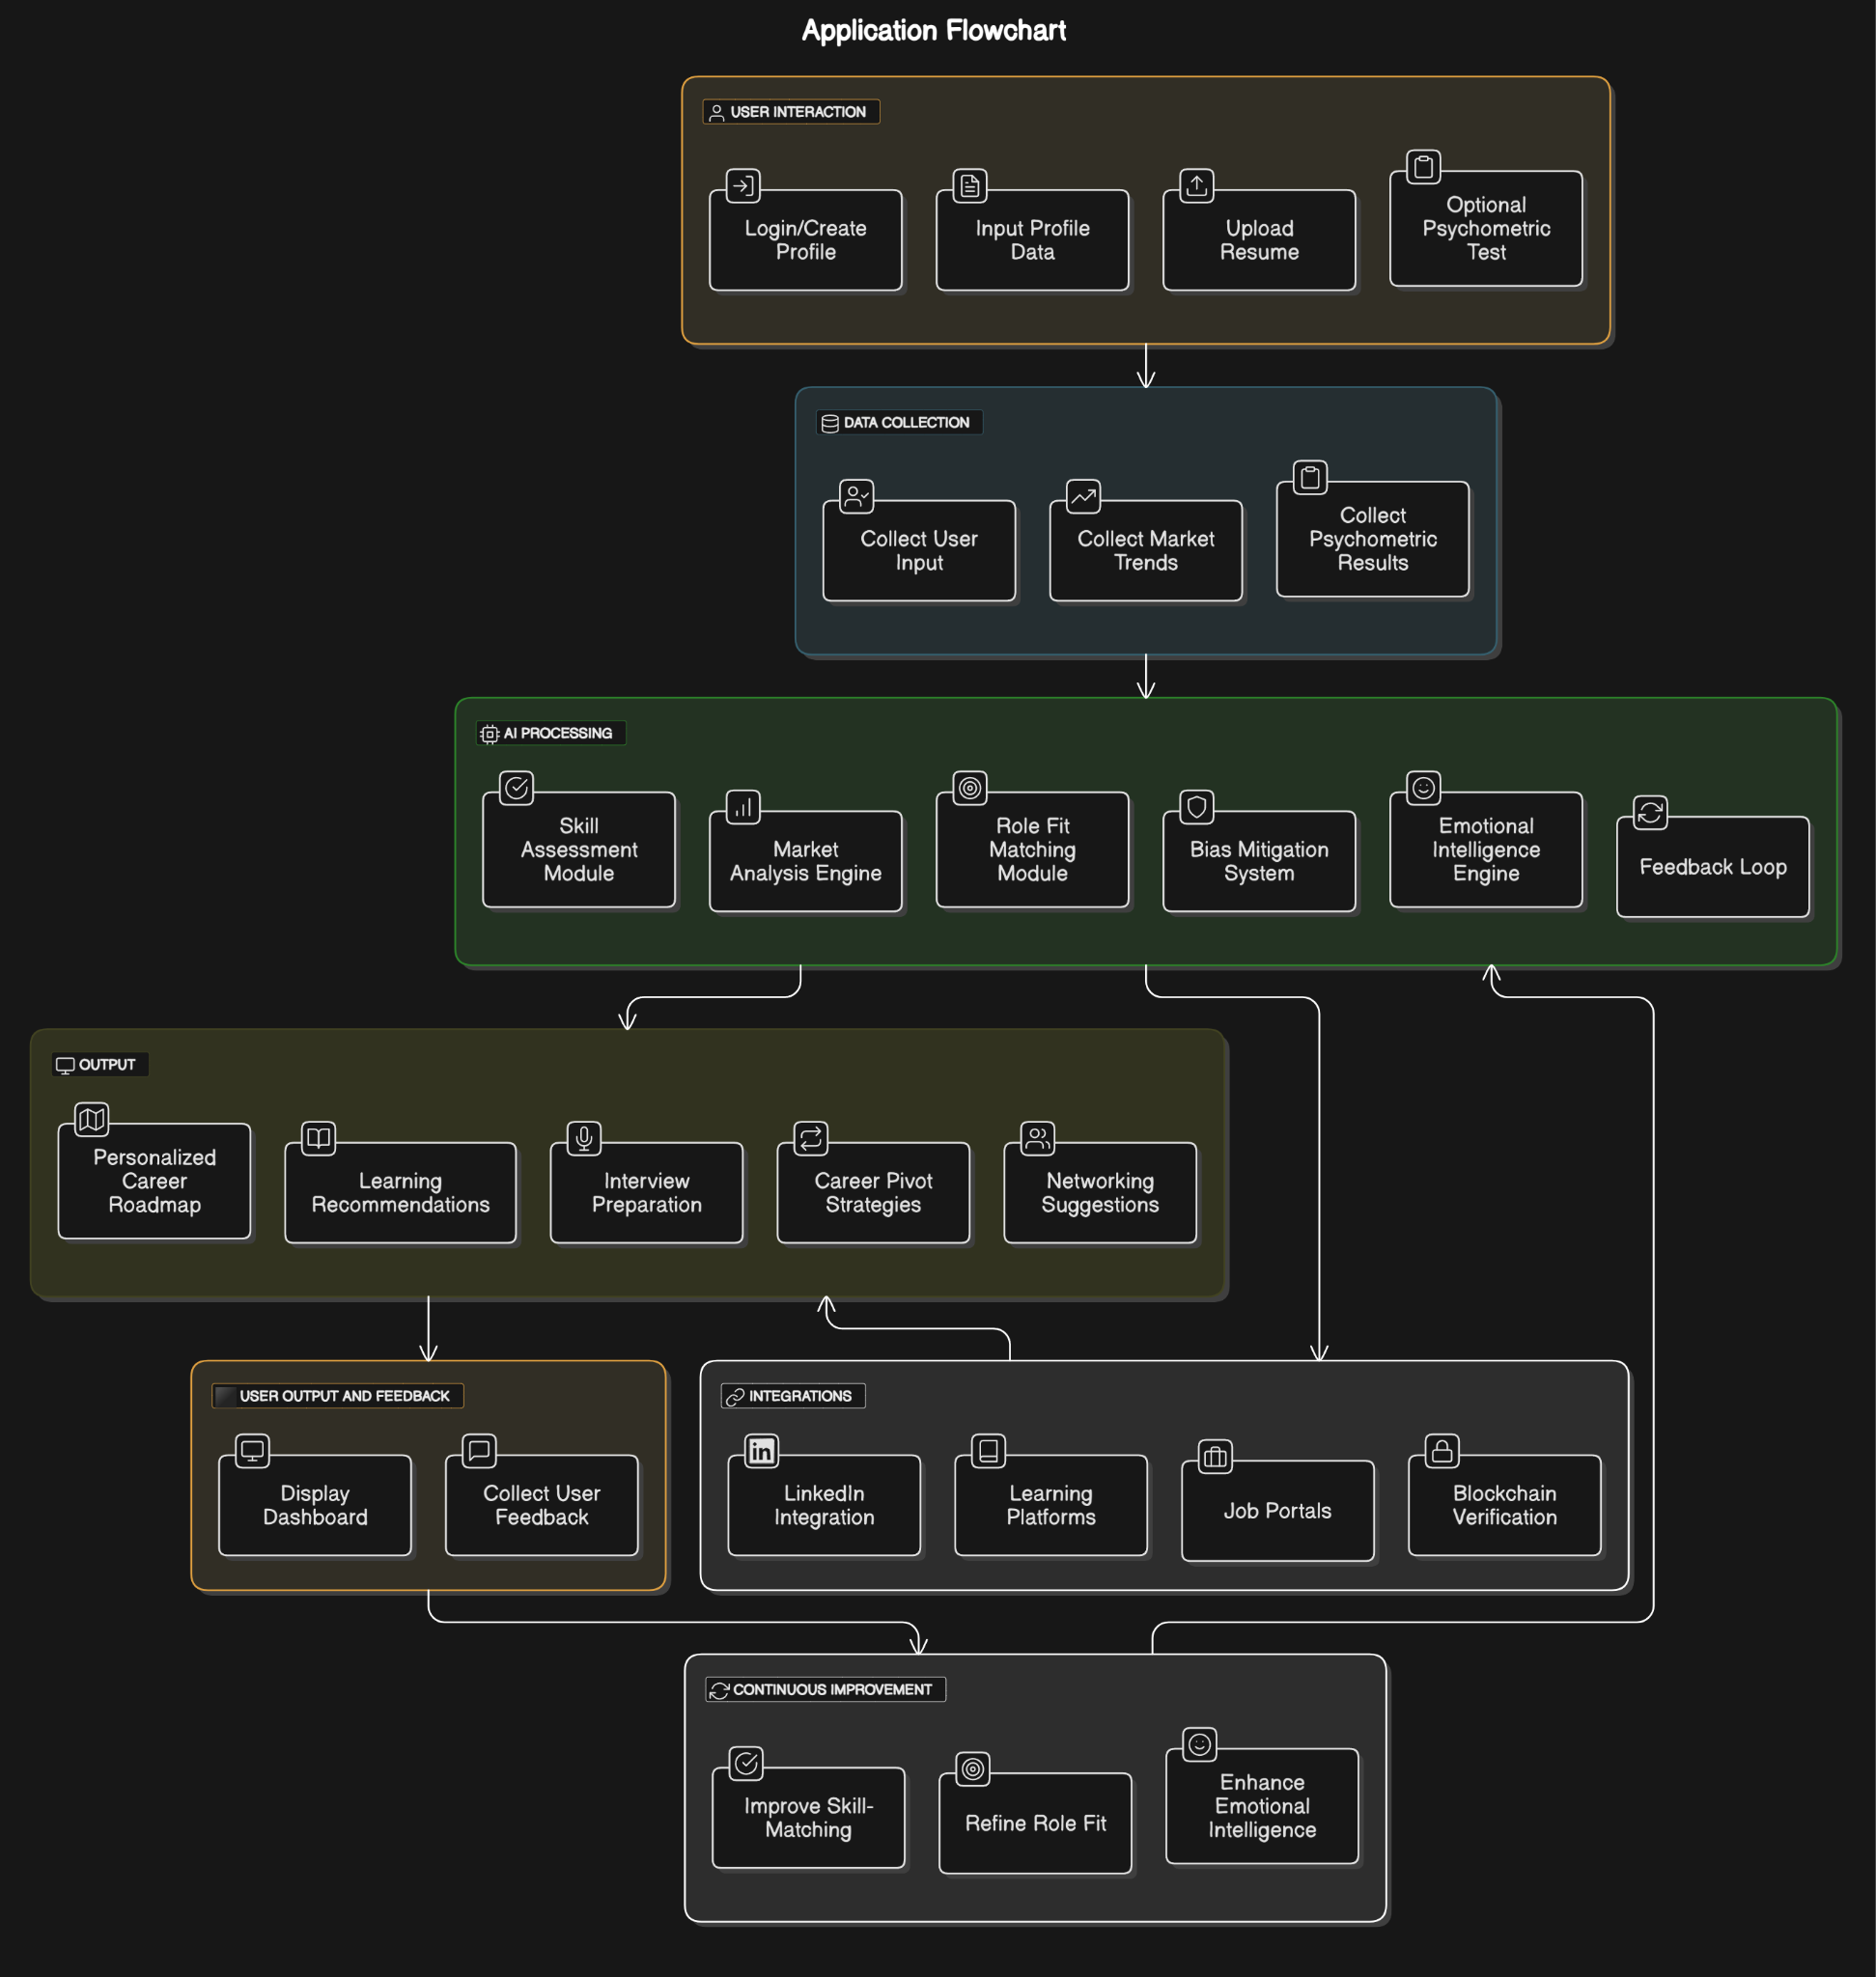 Application Flowchart
USER INTERACTION
Login/Create
Profile
Input Profile
Data
Upload
Resume
Optional
Psychometric
Test
DATA COLLECTION
Collect User
Input
Collect Market
Trends
Collect
Psychometric
Results
AI PROCESSING
Skill
Assessment
Module
Market
Analysis Engine
Role Fit
Matching
Module
Bias Mitigation
System
Emotional
Intelligence
Engine
Feedback Loop
OUTPUT
Personalized
Career
Roadmap
Learning
Recommendations
Interview
Preparation
Career Pivot
Strategies
Networking
Suggestions
USER OUTPUT AND FEEDBACK
Display
Dashboard
Collect User
Feedback
INTEGRATIONS
in
LinkedIn
Integration
Learning
Platforms
Job Portals
Blockchain
Verification
CONTINUOUS IMPROVEMENT
Improve Skill-
Matching
Refine Role Fit
Enhance
Emotional
Intelligence